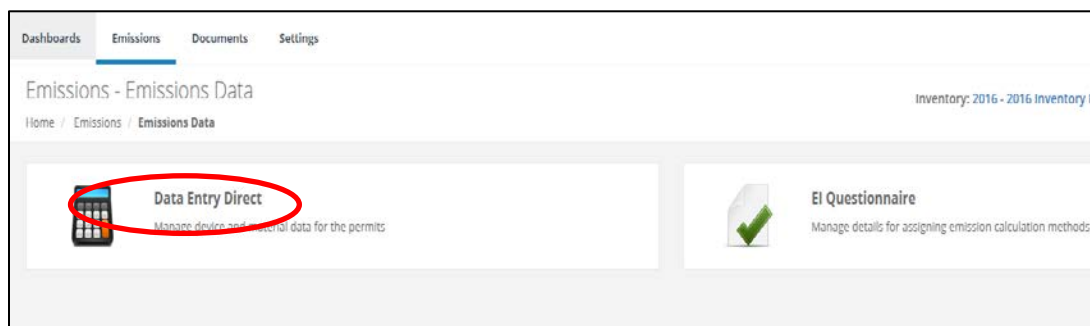 Dashboards Emissions Documents Settings
Emissions - Emissions Data
Inventory: 2016 - 2016 Inventory
Home / Emissions / Emissions Data
Data Entry Direct
Manage device and material data for the permits
EI Questionnaire
Manage details for assigning emission calculation methods